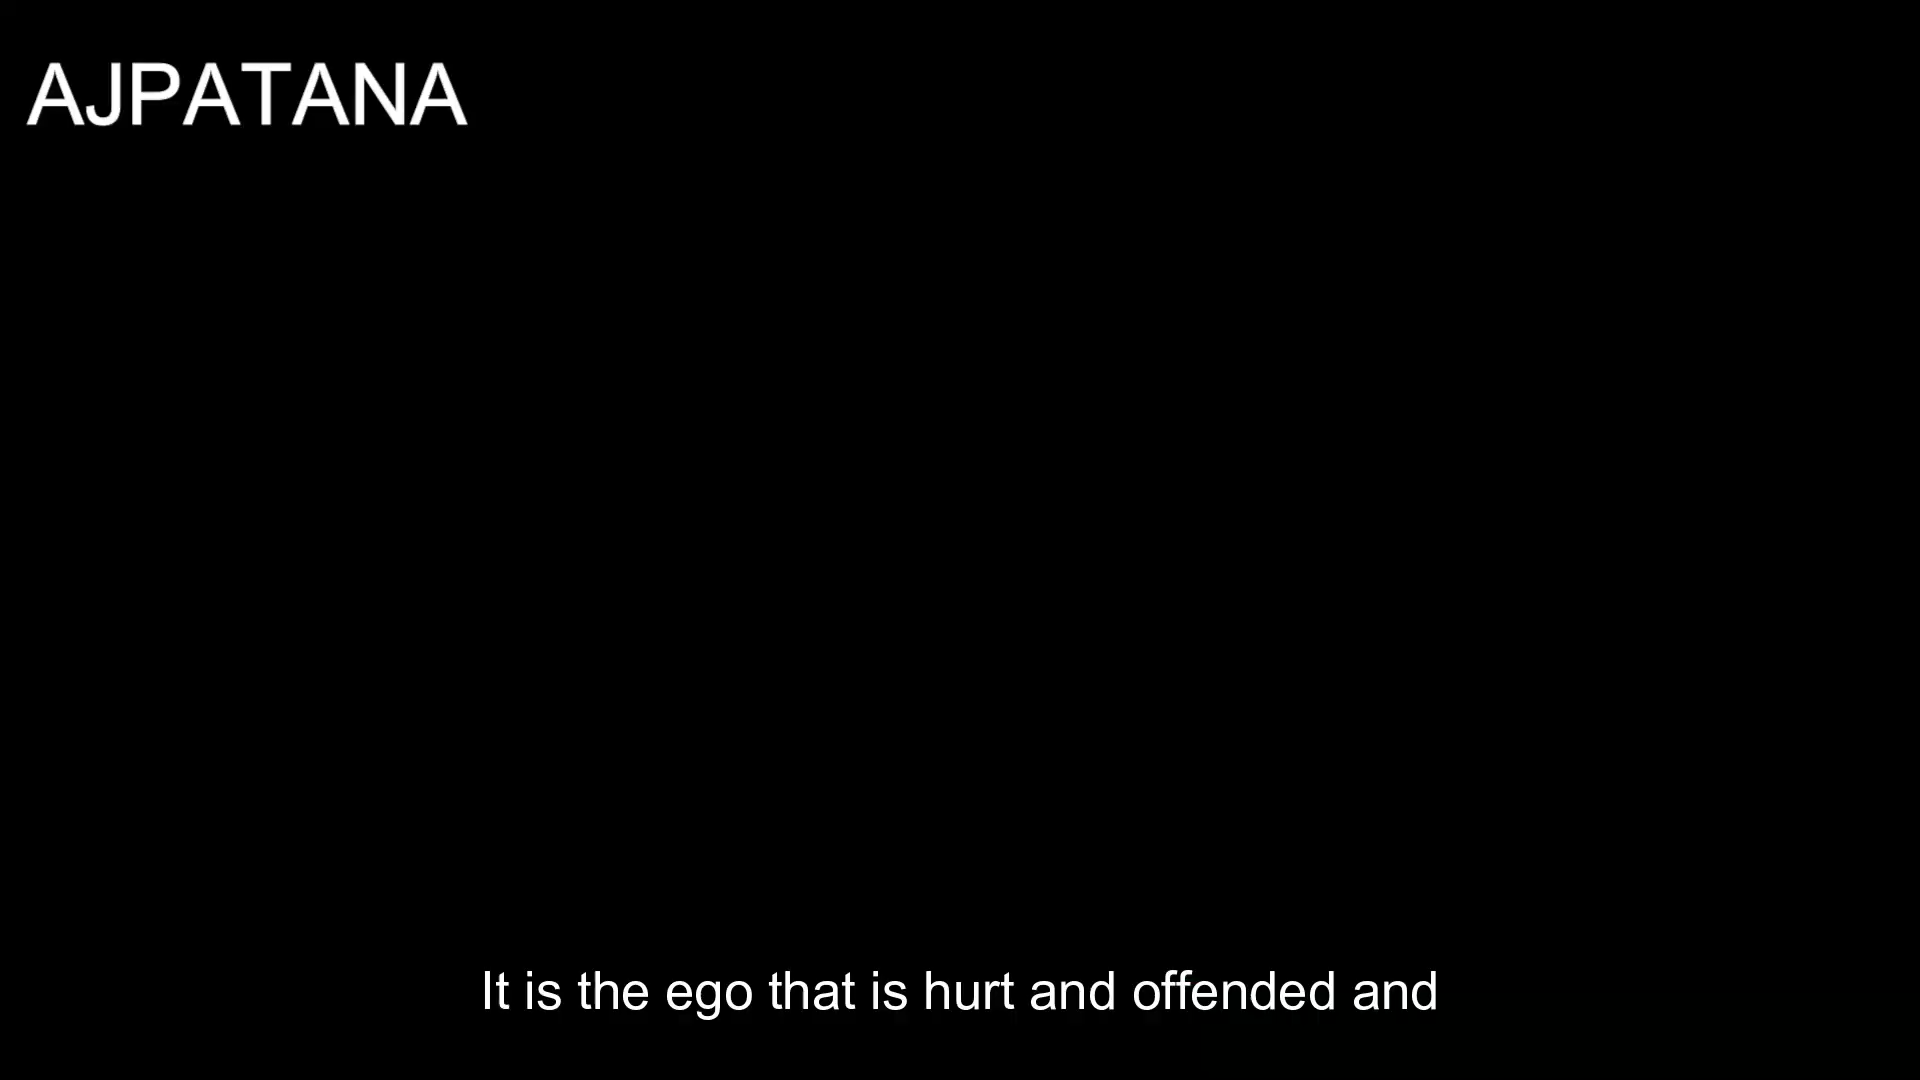 AJPATANA
It is the ego that is hurt and offended and